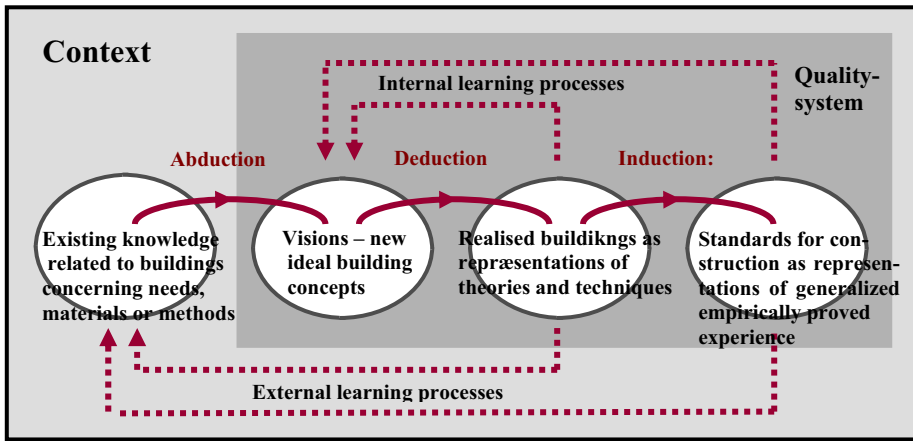 Context
Internal learning processes
Quality-
system
Abduction
Deduction
Induction:
Existing knowledge
related to buildings
concerning needs,
materials or methods
Visions – new
ideal building
concepts
Realised buildikngs as
repræsentations of
theories and techniques
Standards for con-
struction as represen-
tations of generalized
empirically proved
experience
External learning processes